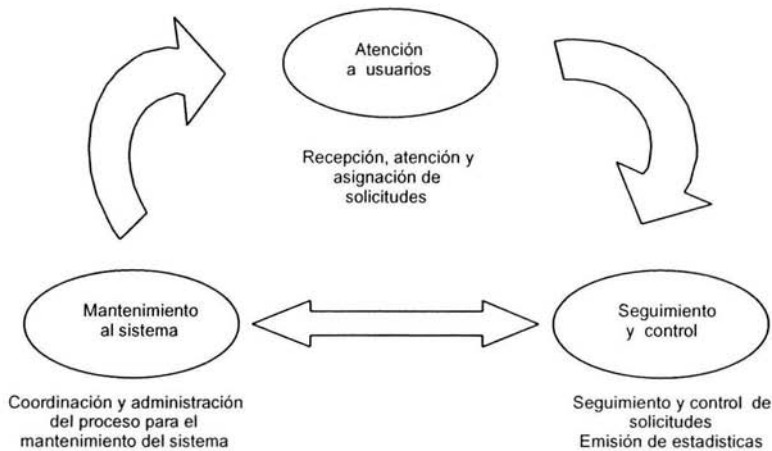 Atención
a usuarios
Recepción, atención y
asignación de
solicitudes
Mantenimiento
al sistema
Seguimiento
y control
Coordinación y administración
del proceso para el
mantenimiento del sistema
Seguimiento y control de
solicitudes
Emisión de estadisticas